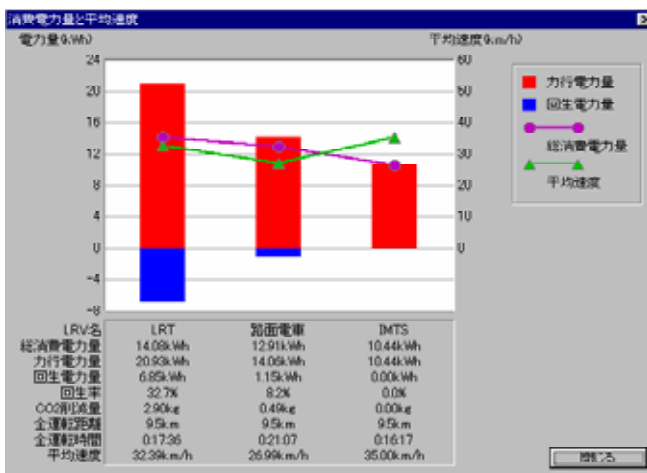 消費電力量と平均速度
電力量(kWh) 平均速度(km/h)
24 60
20 50
16 40
12 30
8 20
4 10
0 0
-4
-8
力行電力量
回生電力量
総消費電力量
平均速度
LRV名 LRT 路面電車 IMTS
総消費電力量 14.08kWh 12.91kWh 10.44kWh
力行電力量 20.93kWh 14.06kWh 10.44kWh
回生電力量 6.85kWh 1.15kWh 0.00kWh
回生率 32.7% 8.2% 0.0%
CO2削減量 2.90kg 0.49kg 0.00kg
全運転距離 9.5km 9.5km 9.5km
全運転時間 0:17:36 0:21:07 0:16:17
平均速度 32.39km/h 26.99km/h 35.00km/h
閉じる